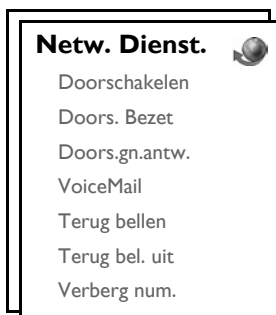 Netw. Dienst.
Doorschakelen
Doors. Bezet
Doors.gn.antw.
VoiceMail
Terug bellen
Terug bel. uit
Verberg num.